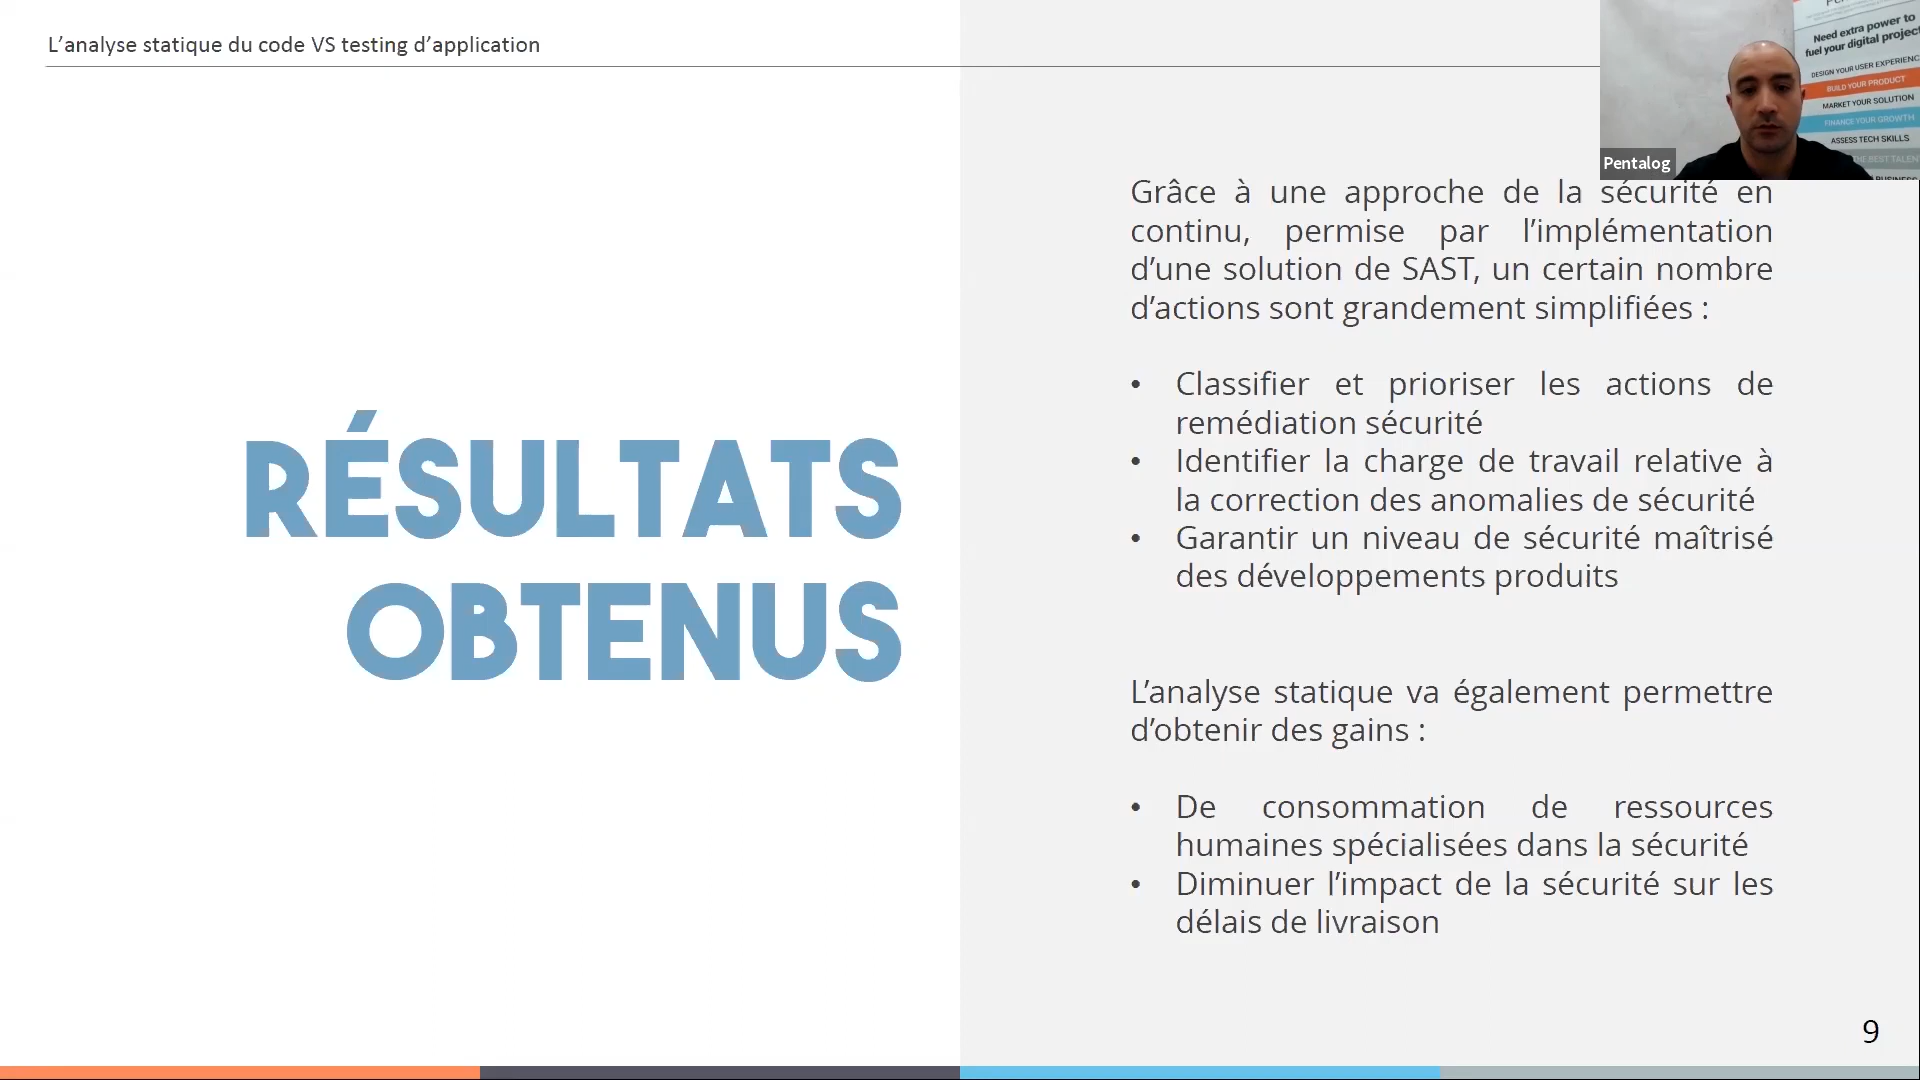 L’analyse statique du code VS testing d’application
Need extra power to
fuel your digital project
DESIGN YOUR USER EXPERIENC
BUILD YOUR PRODUCT
MARKET YOUR SOLUTION
FINANCE YOUR GROWTH
ASSESS TECH SKILLS
THE BEST TALEN
BUSINESS
Pentalog
RÉSULTATS
OBTENUS
Grâce à une approche de la sécurité en
continu, permise par l’implémentation
d’une solution de SAST, un certain nombre
d’actions sont grandement simplifiées :
• Classifier et prioriser les actions de
remédiation sécurité
• Identifier la charge de travail relative à
la correction des anomalies de sécurité
• Garantir un niveau de sécurité maîtrisé
des développements produits
L’analyse statique va également permettre
d’obtenir des gains :
• De consommation de ressources
humaines spécialisées dans la sécurité
• Diminuer l’impact de la sécurité sur les
délais de livraison
9